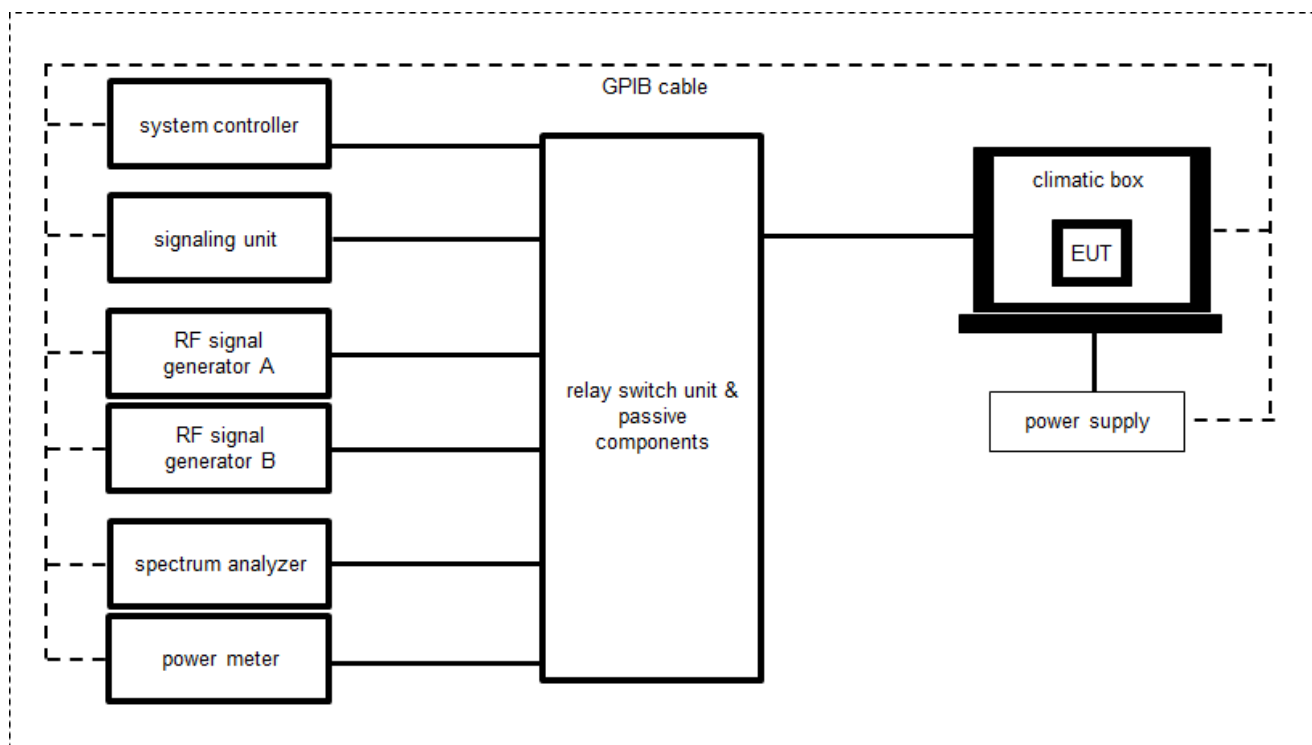 GPIB cable
system controller
signaling unit
RF signal
generator A
RF signal
generator B
spectrum analyzer
power meter
relay switch unit &
passive
components
climatic box
EUT
power supply